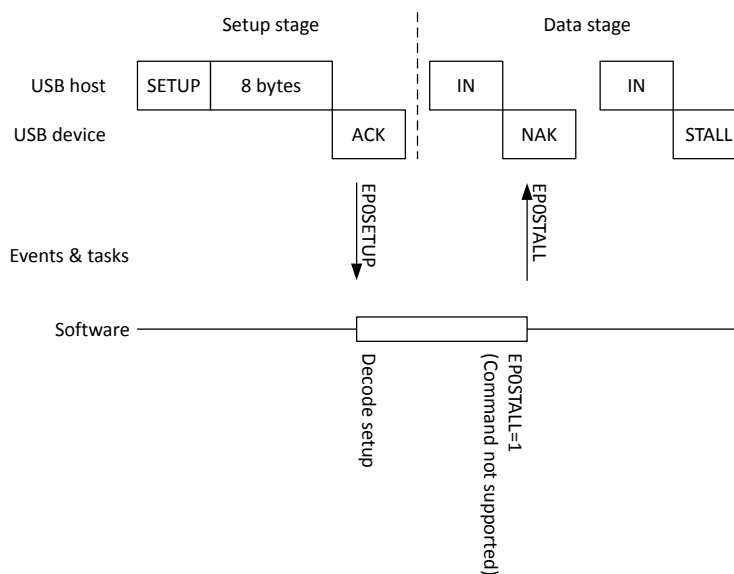 Setup stage
Data stage
USB host
SETUP
8 bytes
IN
IN
USB device
ACK
NAK
STALL
EP0SETUP
EP0STALL
Events & tasks
Software
Decode setup
EP0STALL=1
(Command not supported)